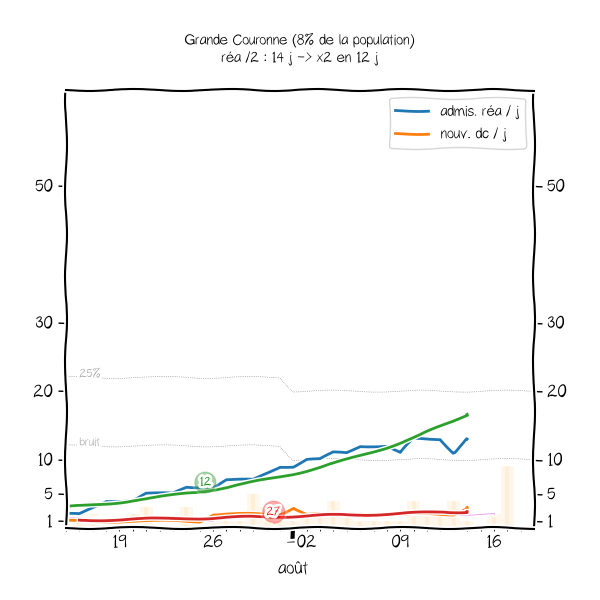 Grande Couronne (8% de la population)
réa /2 : 14 j -> x2 en 12 j
admis. réa / j
nouv. dc / j
50 50
30 30
25%
20 20
bruit
10 10
12
5 5
27
1 1
19 26 02 09 16
août